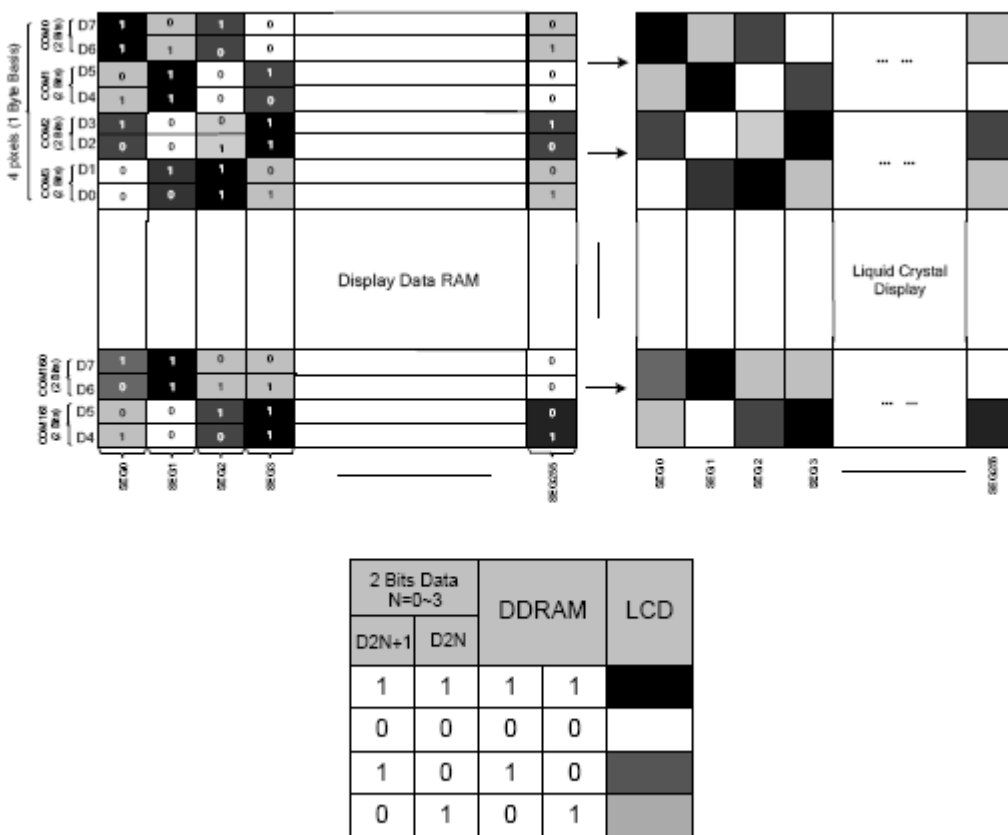 4 pixels (1 Byte Basis)
COM0 (2 Bits)
D7 1 0 1 0 0
D6 1 1 0 0 1
COM1 (2 Bits)
D5 0 1 0 1 0
D4 1 1 0 0 0
COM2 (2 Bits)
D3 1 0 0 1 1
D2 0 0 1 1 0
COM3 (2 Bits)
D1 0 1 1 0 0
D0 0 0 1 1 1
... ...
... ...
Display Data RAM
Liquid Crystal
Display
COM160 (2 Bits)
D7 1 1 0 0 0
D6 0 1 1 1 0
COM161 (2 Bits)
D5 0 0 1 1 0
D4 1 0 0 1 1
... ...
SEG0 SEG1 SEG2 SEG3 SEG255
SEG0 SEG1 SEG2 SEG3 SEG255
2 Bits Data
N=0~3
DDRAM LCD
D2N+1 D2N
1 1 1 1
0 0 0 0
1 0 1 0
0 1 0 1